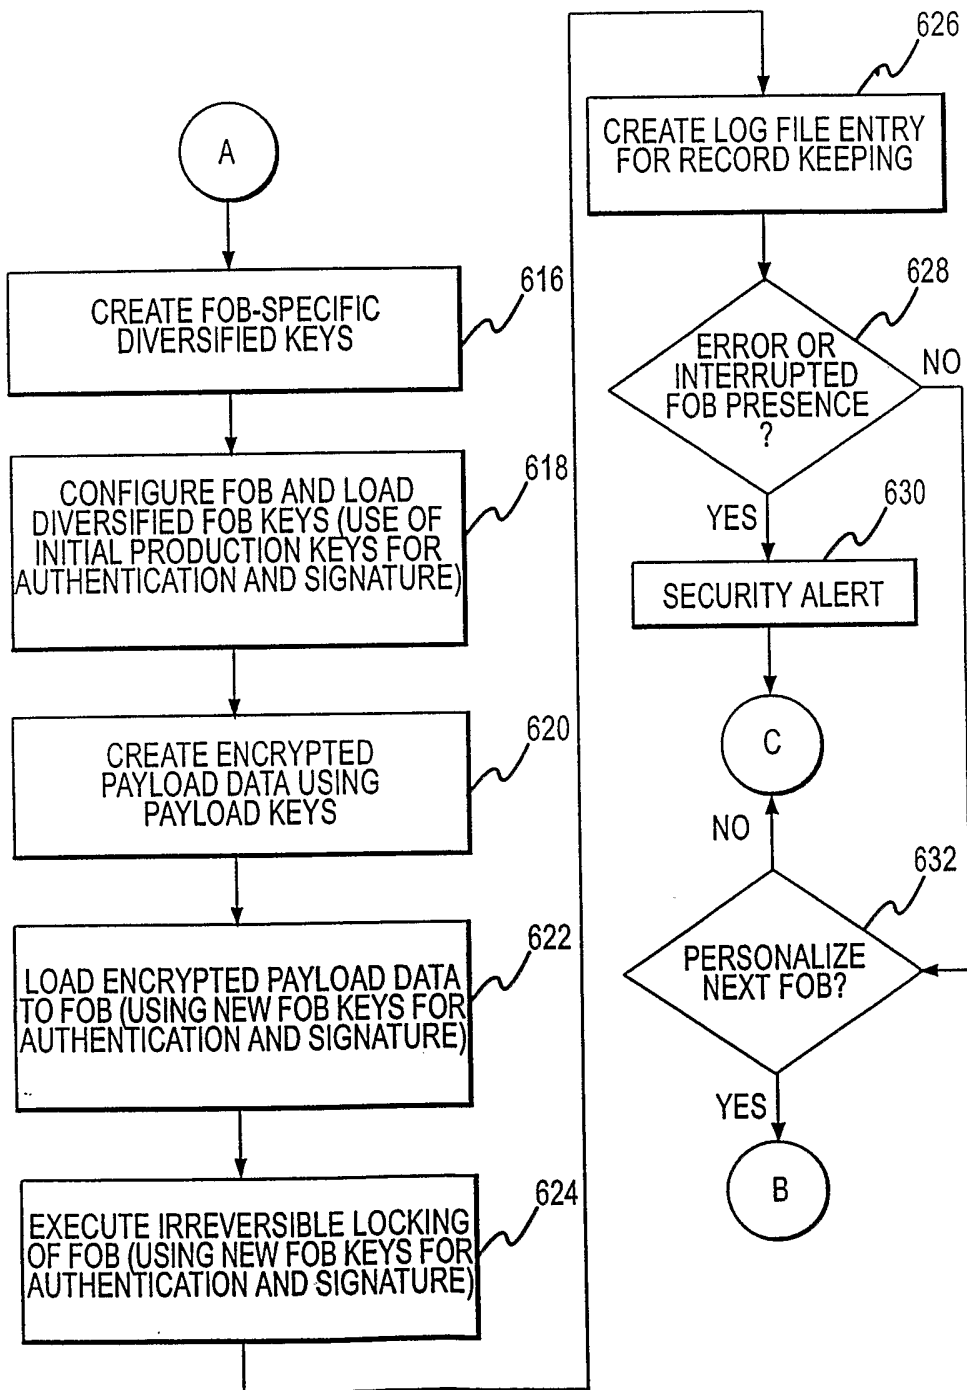 A
CREATE FOB-SPECIFIC
DIVERSIFIED KEYS
616
CONFIGURE FOB AND LOAD
DIVERSIFIED FOB KEYS (USE OF
INITIAL PRODUCTION KEYS FOR
AUTHENTICATION AND SIGNATURE)
618
CREATE ENCRYPTED
PAYLOAD DATA USING
PAYLOAD KEYS
620
LOAD ENCRYPTED PAYLOAD DATA
TO FOB (USING NEW FOB KEYS FOR
AUTHENTICATION AND SIGNATURE)
622
EXECUTE IRREVERSIBLE LOCKING
OF FOB (USING NEW FOB KEYS FOR
AUTHENTICATION AND SIGNATURE)
624
626
CREATE LOG FILE ENTRY
FOR RECORD KEEPING
628
ERROR OR
INTERRUPTED
FOB PRESENCE
?
NO
YES
630
SECURITY ALERT
C
NO
632
PERSONALIZE
NEXT FOB?
YES
B